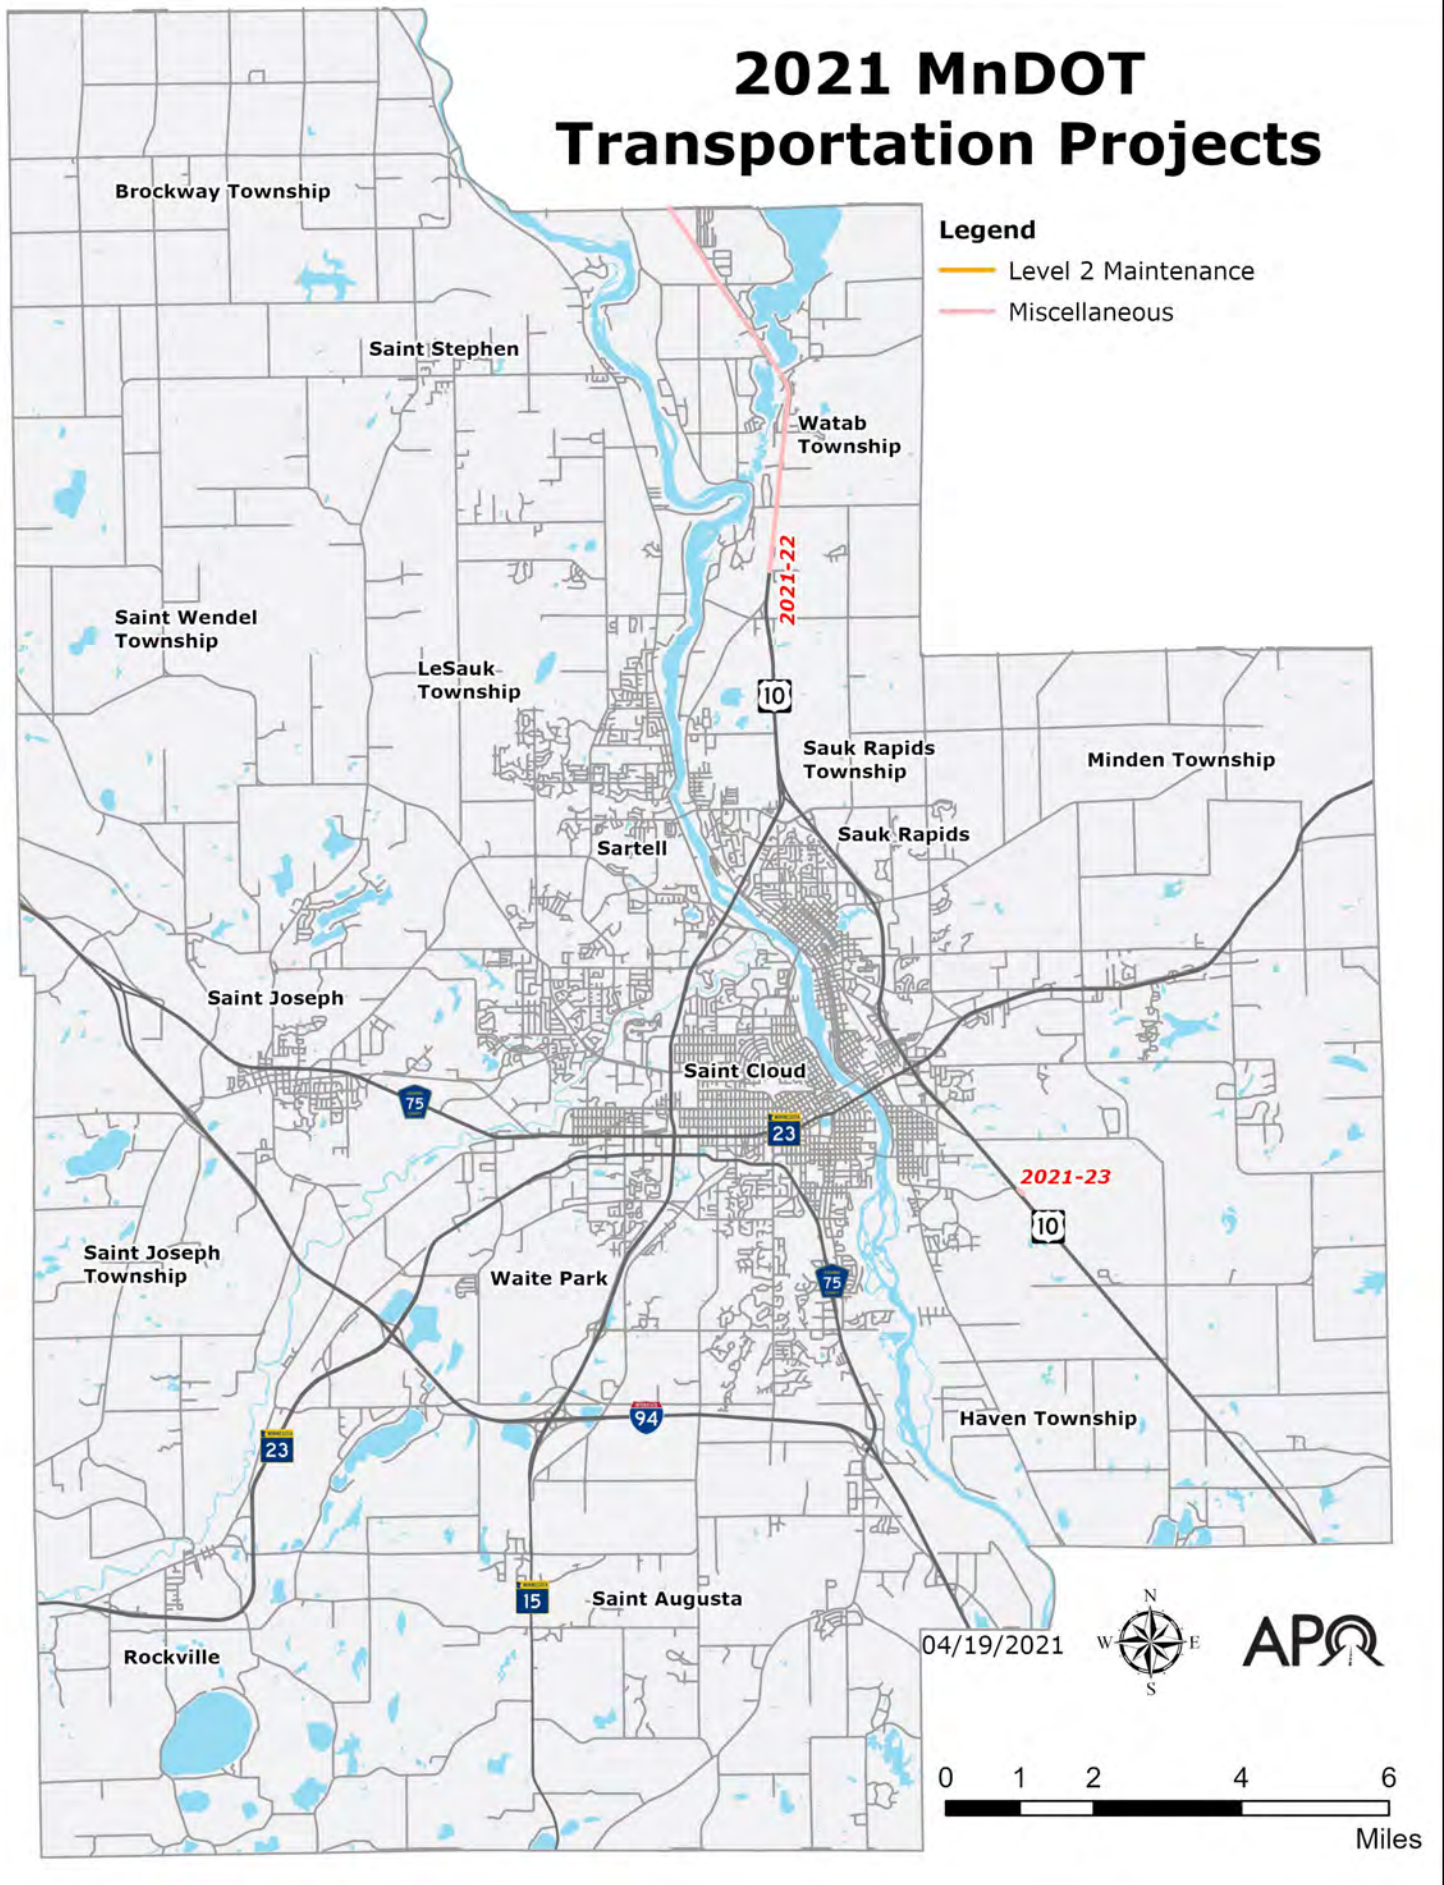 2021 MnDOT
Transportation Projects
Legend
Level 2 Maintenance
Miscellaneous
Brockway Township
Saint Stephen
Watab
Township
2021-22
Saint Wendel
Township
LeSauk
Township
10
Sauk Rapids
Township
Minden Township
Sauk Rapids
Sartell
Saint Joseph
Saint Cloud
75
23
2021-23
10
Saint Joseph
Township
Waite Park
75
94
Haven Township
23
15
Saint Augusta
Rockville
04/19/2021
N
W
E
S
APO
0
1
2
4
6
Miles